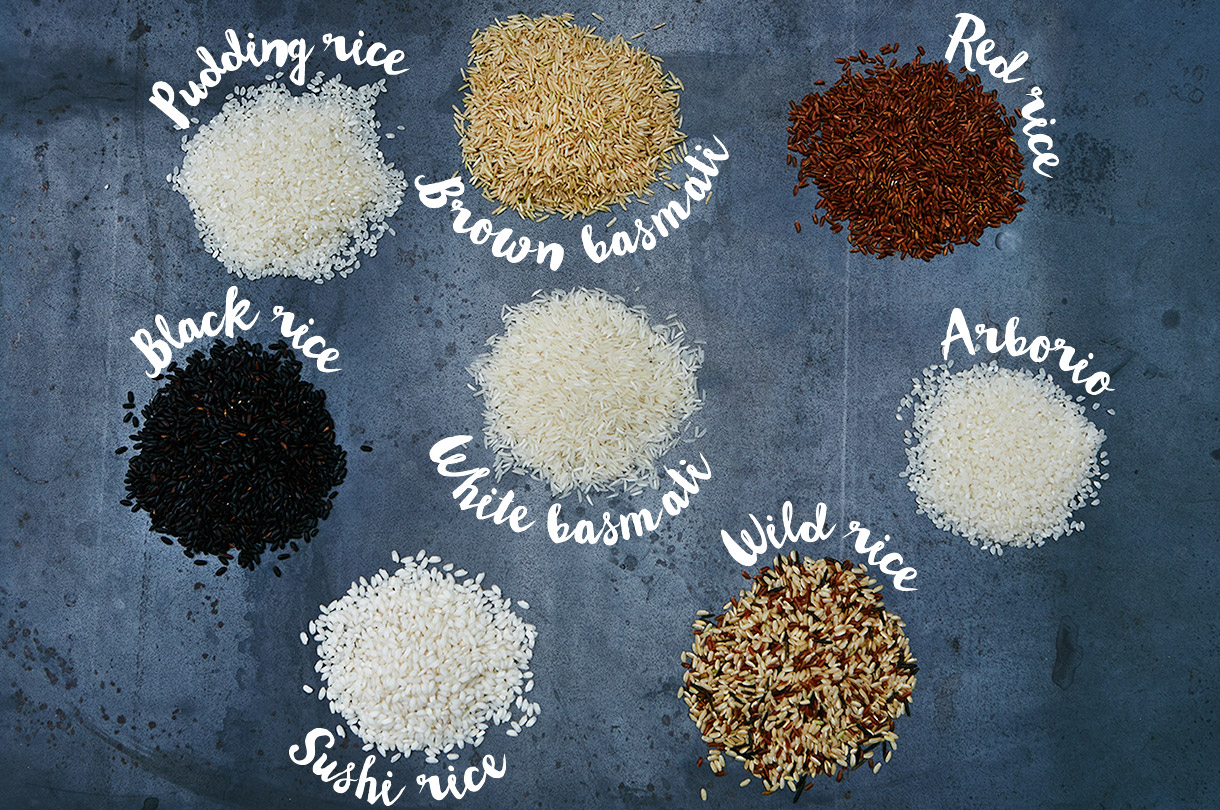 Pudding rice
Brown basmati
Red rice
Black rice
White basmati
Arborio
Sushi rice
Wild rice